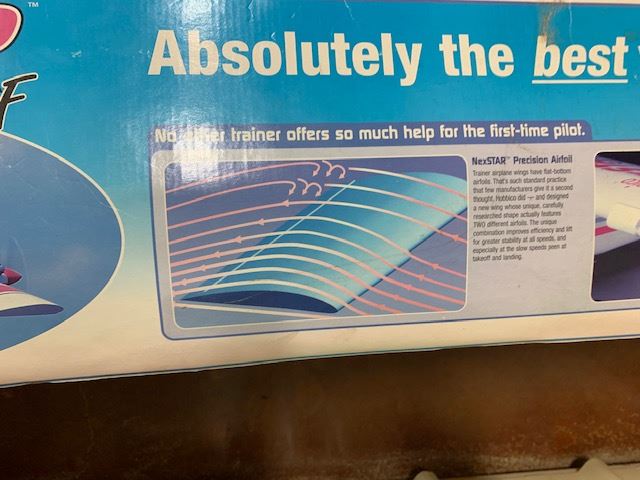 ™
F
Absolutely the best
No other trainer offers so much help for the first-time pilot.
NexSTAR™ Precision Airfoil
Trainer airplane wings have flat-bottom
airfoils. That's such standard practice
that few manufacturers give it a second
thought. Hobbico did — and designed
a new wing whose unique, carefully
researched shape actually features
TWO different airfoils. The unique
combination improves efficiency and lift
for greater stability at all speeds, and
especially at the slow speeds seen at
takeoff and landing.